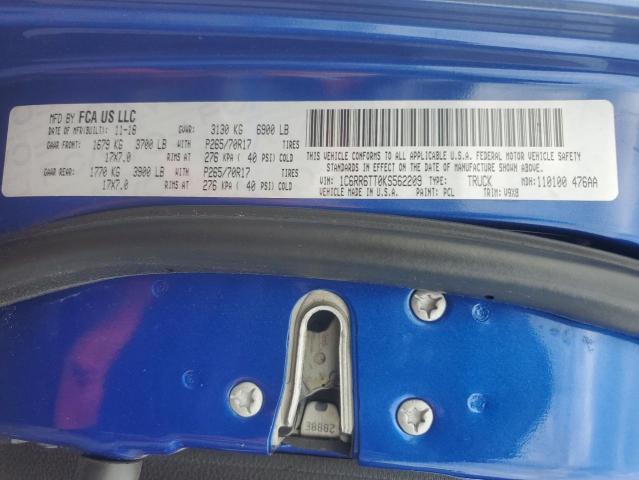 MFD BY FCA US LLC
DATE OF MFR(BUILT): 11-18 GVWR: 3130 KG 6900 LB
GAWR FRONT: 1679 KG 3700 LB WITH P265/70R17 TIRES
17X7.0 RIMS AT 276 KPA ( 40 PSI) COLD
GAWR REAR: 1770 KG 3900 LB WITH P265/70R17 TIRES
17X7.0 RIMS AT 276 KPA ( 40 PSI) COLD
THIS VEHICLE CONFORMS TO ALL APPLICABLE U.S.A. FEDERAL MOTOR VEHICLE SAFETY
STANDARDS IN EFFECT ON THE DATE OF MANUFACTURE SHOWN ABOVE.
VIN: 1C6RR6TT0KS562209 TYPE: TRUCK MDH: 110100 476AA
VEHICLE MADE IN U.S.A. PAINT: PCL TRIM: V9X8
2888E